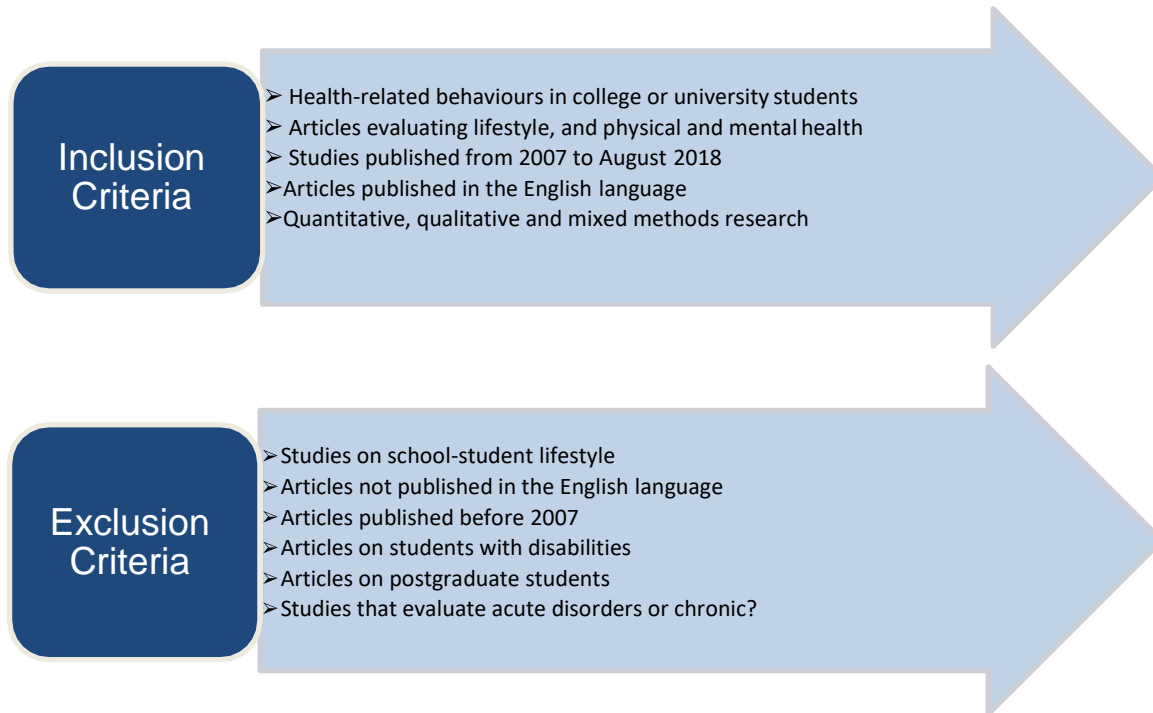 Inclusion
Criteria
➢ Health-related behaviours in college or university students
➢ Articles evaluating lifestyle, and physical and mental health
➢ Studies published from 2007 to August 2018
➢Articles published in the English language
➢Quantitative, qualitative and mixed methods research
Exclusion
Criteria
➢Studies on school-student lifestyle
➢Articles not published in the English language
➢Articles published before 2007
➢Articles on students with disabilities
➢Articles on postgraduate students
➢Studies that evaluate acute disorders or chronic?